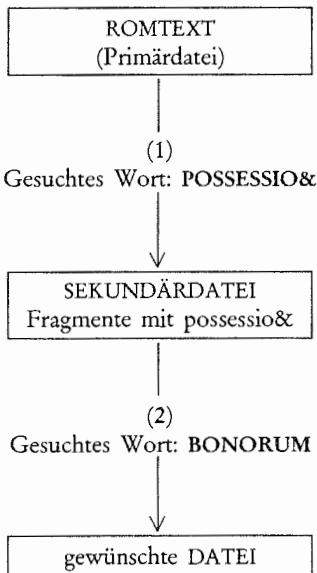 ROMTEXT
(Primärdatei)
(1)
Gesuchtes Wort: POSSESSIO&
SEKUNDÄRDATEI
Fragmente mit possessio&
(2)
Gesuchtes Wort: BONORUM
gewünschte DATEI